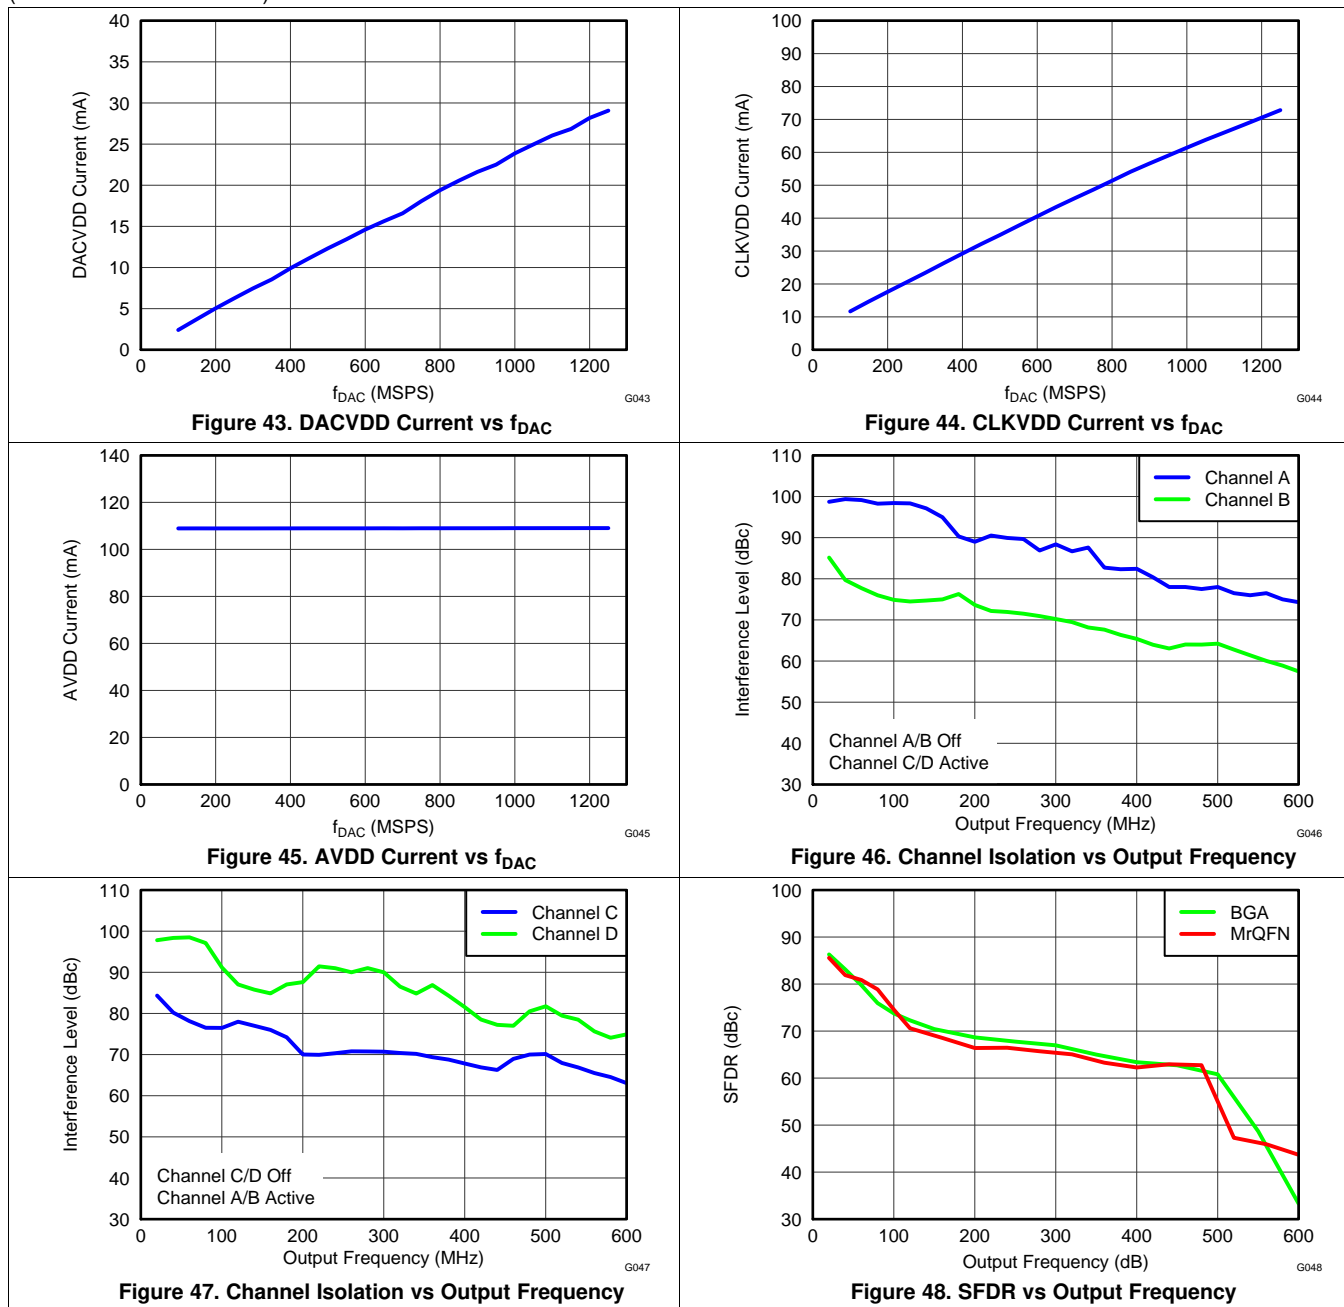 40
35
30
25
20
15
10
5
0
DACVDD Current (mA)
0 200 400 600 800 1000 1200
fDAC (MSPS)
G043
Figure 43. DACVDD Current vs fDAC
100
90
80
70
60
50
40
30
20
10
0
CLKVDD Current (mA)
0 200 400 600 800 1000 1200
fDAC (MSPS)
G044
Figure 44. CLKVDD Current vs fDAC
140
120
100
80
60
40
20
0
AVDD Current (mA)
0 200 400 600 800 1000 1200
fDAC (MSPS)
G045
Figure 45. AVDD Current vs fDAC
110
100
90
80
70
60
50
40
30
Interference Level (dBc)
Channel A
Channel B
Channel A/B Off
Channel C/D Active
0 100 200 300 400 500 600
Output Frequency (MHz)
G046
Figure 46. Channel Isolation vs Output Frequency
110
100
90
80
70
60
50
40
30
Interference Level (dBc)
Channel C
Channel D
Channel C/D Off
Channel A/B Active
0 100 200 300 400 500 600
Output Frequency (MHz)
G047
Figure 47. Channel Isolation vs Output Frequency
100
90
80
70
60
50
40
30
SFDR (dBc)
BGA
MrQFN
0 100 200 300 400 500 600
Output Frequency (dB)
G048
Figure 48. SFDR vs Output Frequency